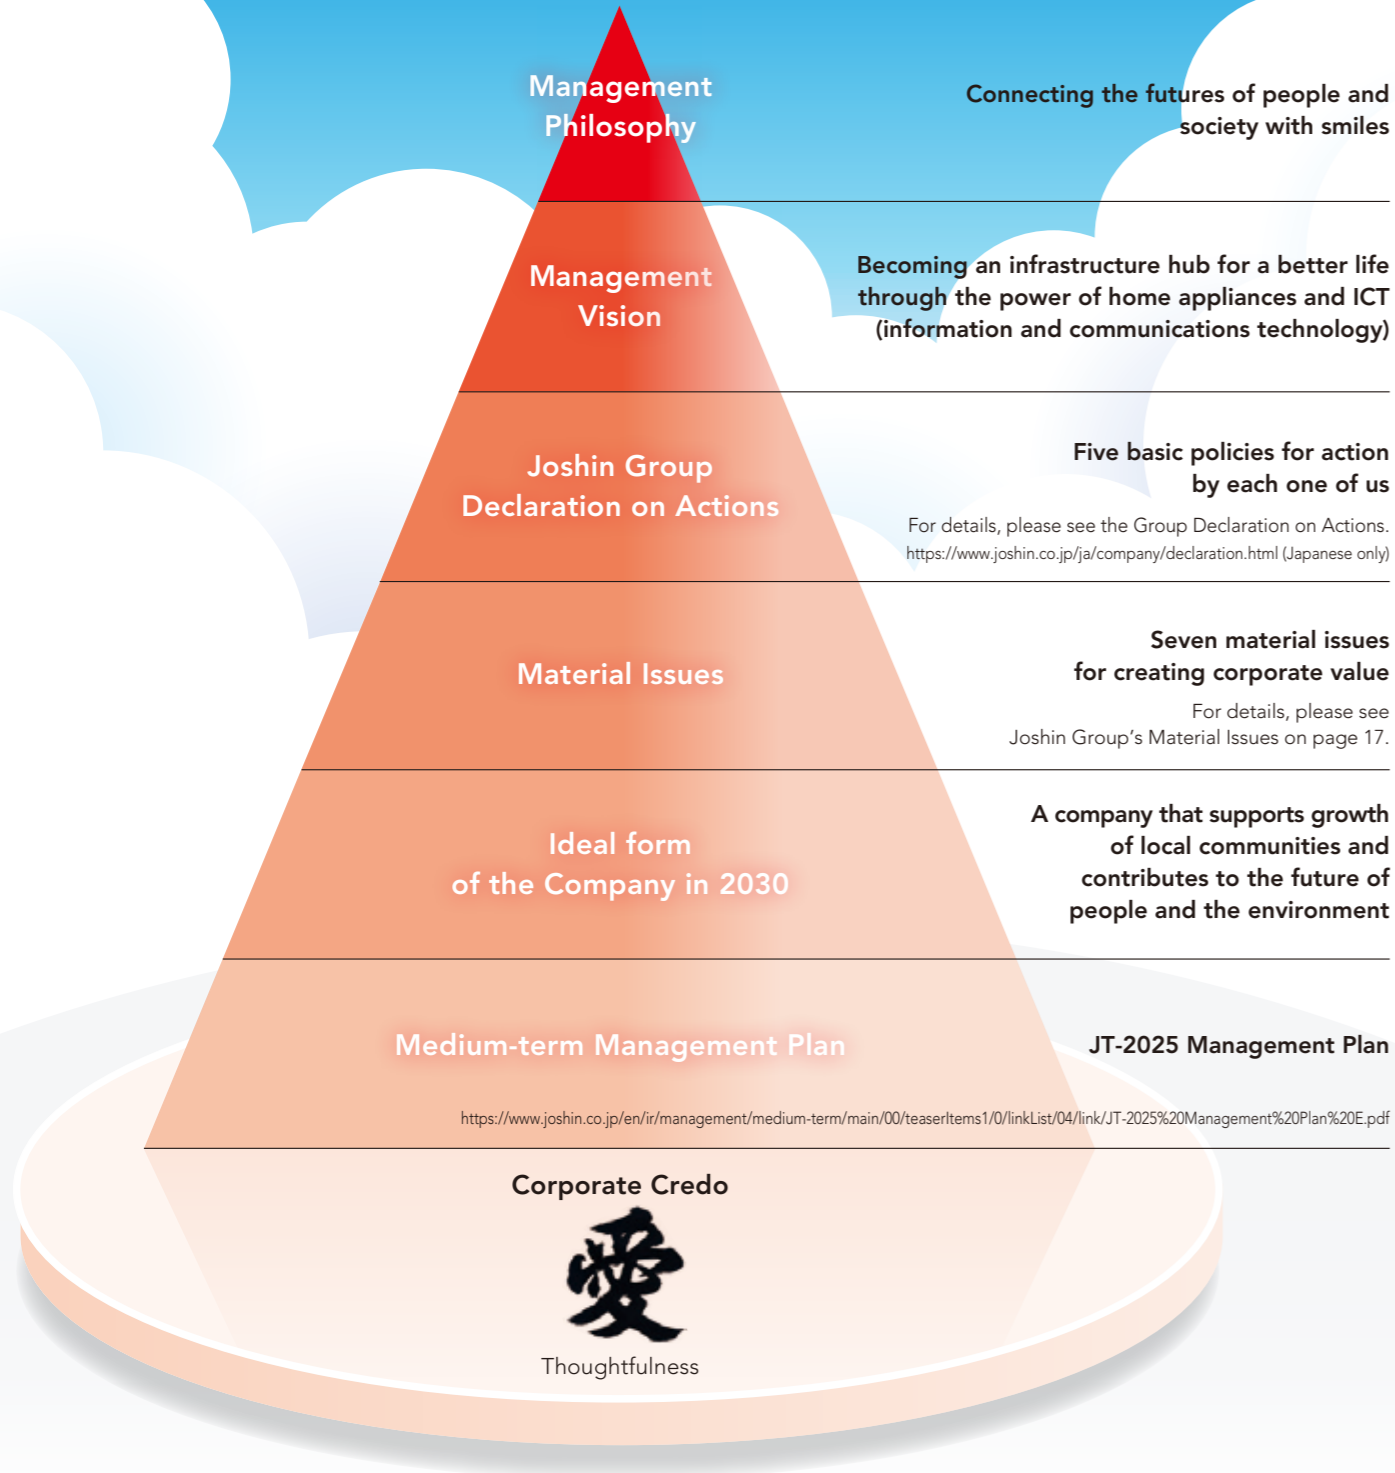 Management
Philosophy
Connecting the futures of people and
society with smiles
Management
Vision
Becoming an infrastructure hub for a better life
through the power of home appliances and ICT
(information and communications technology)
Joshin Group
Declaration on Actions
Five basic policies for action
by each one of us
For details, please see the Group Declaration on Actions.
https://www.joshin.co.jp/ja/company/declaration.html (Japanese only)
Material Issues
Seven material issues
for creating corporate value
For details, please see
Joshin Group’s Material Issues on page 17.
Ideal form
of the Company in 2030
A company that supports growth
of local communities and
contributes to the future of
people and the environment
Medium-term Management Plan
JT-2025 Management Plan
https://www.joshin.co.jp/en/ir/management/medium-term/main/00/teaserItems1/0/linkList/04/link/JT-2025%20Management%20Plan%20E.pdf
Corporate Credo
愛
Thoughtfulness